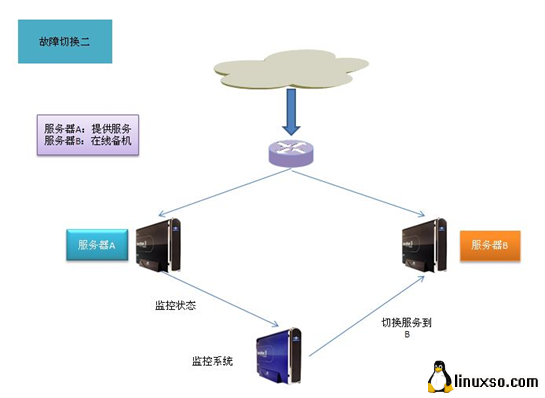 故障切换二
服务器A：提供服务
服务器B：在线备机
服务器A
服务器B
监控状态
切换服务到
B
监控系统
linuxso.com